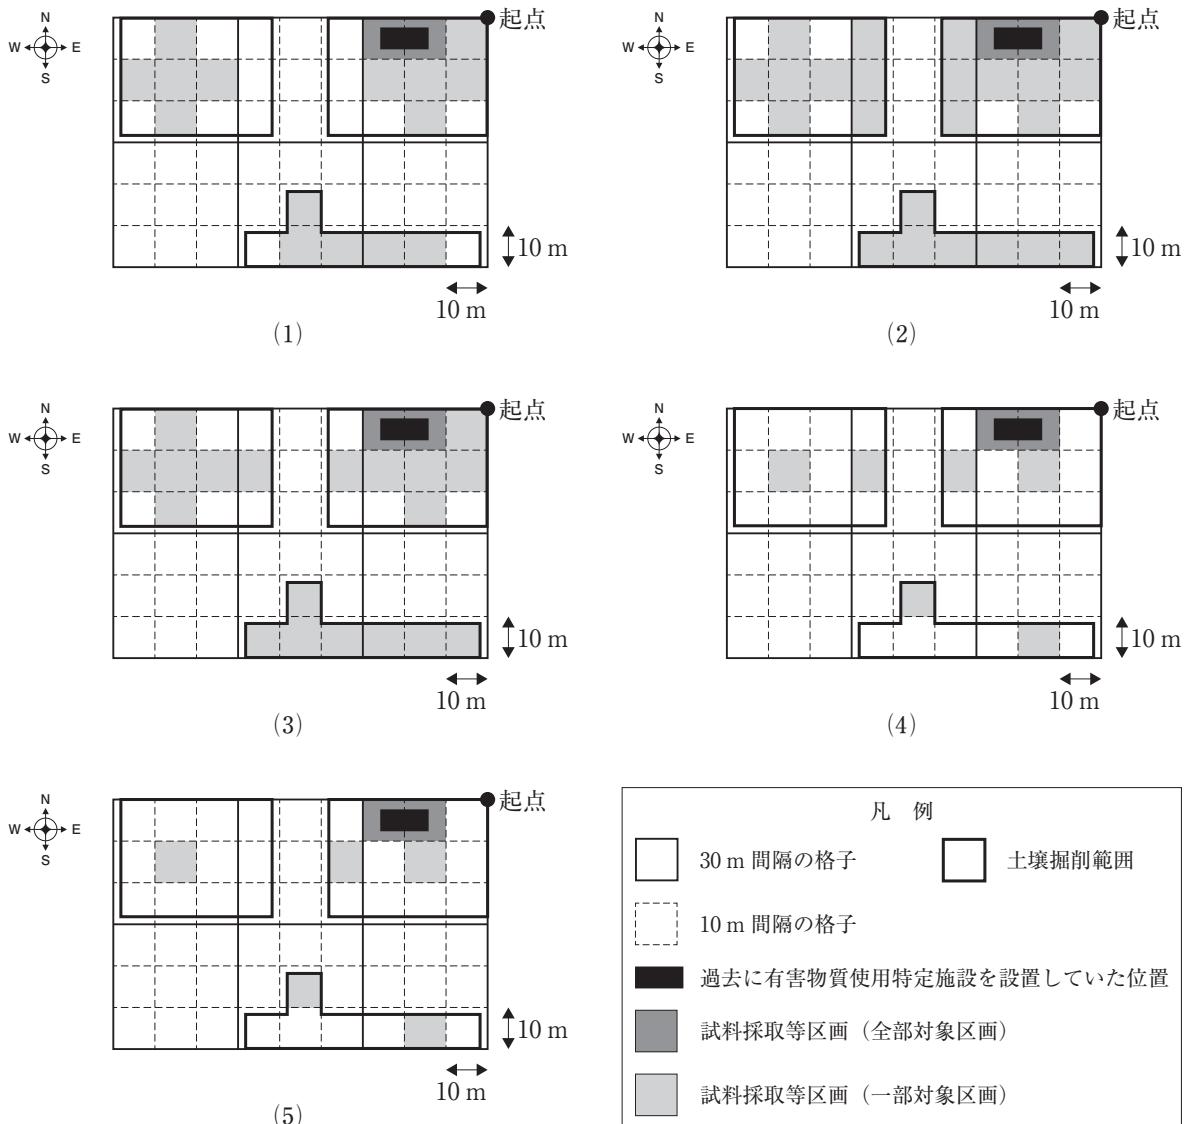 N
W E
S
起点
10 m
10 m
(1)
N
W E
S
起点
10 m
10 m
(2)
N
W E
S
起点
10 m
10 m
(3)
N
W E
S
起点
10 m
10 m
(4)
N
W E
S
起点
10 m
10 m
(5)
凡 例
30 m 間隔の格子
土壌掘削範囲
10 m 間隔の格子
過去に有害物質使用特定施設を設置していた位置
試料採取等区画（全部対象区画）
試料採取等区画（一部対象区画）